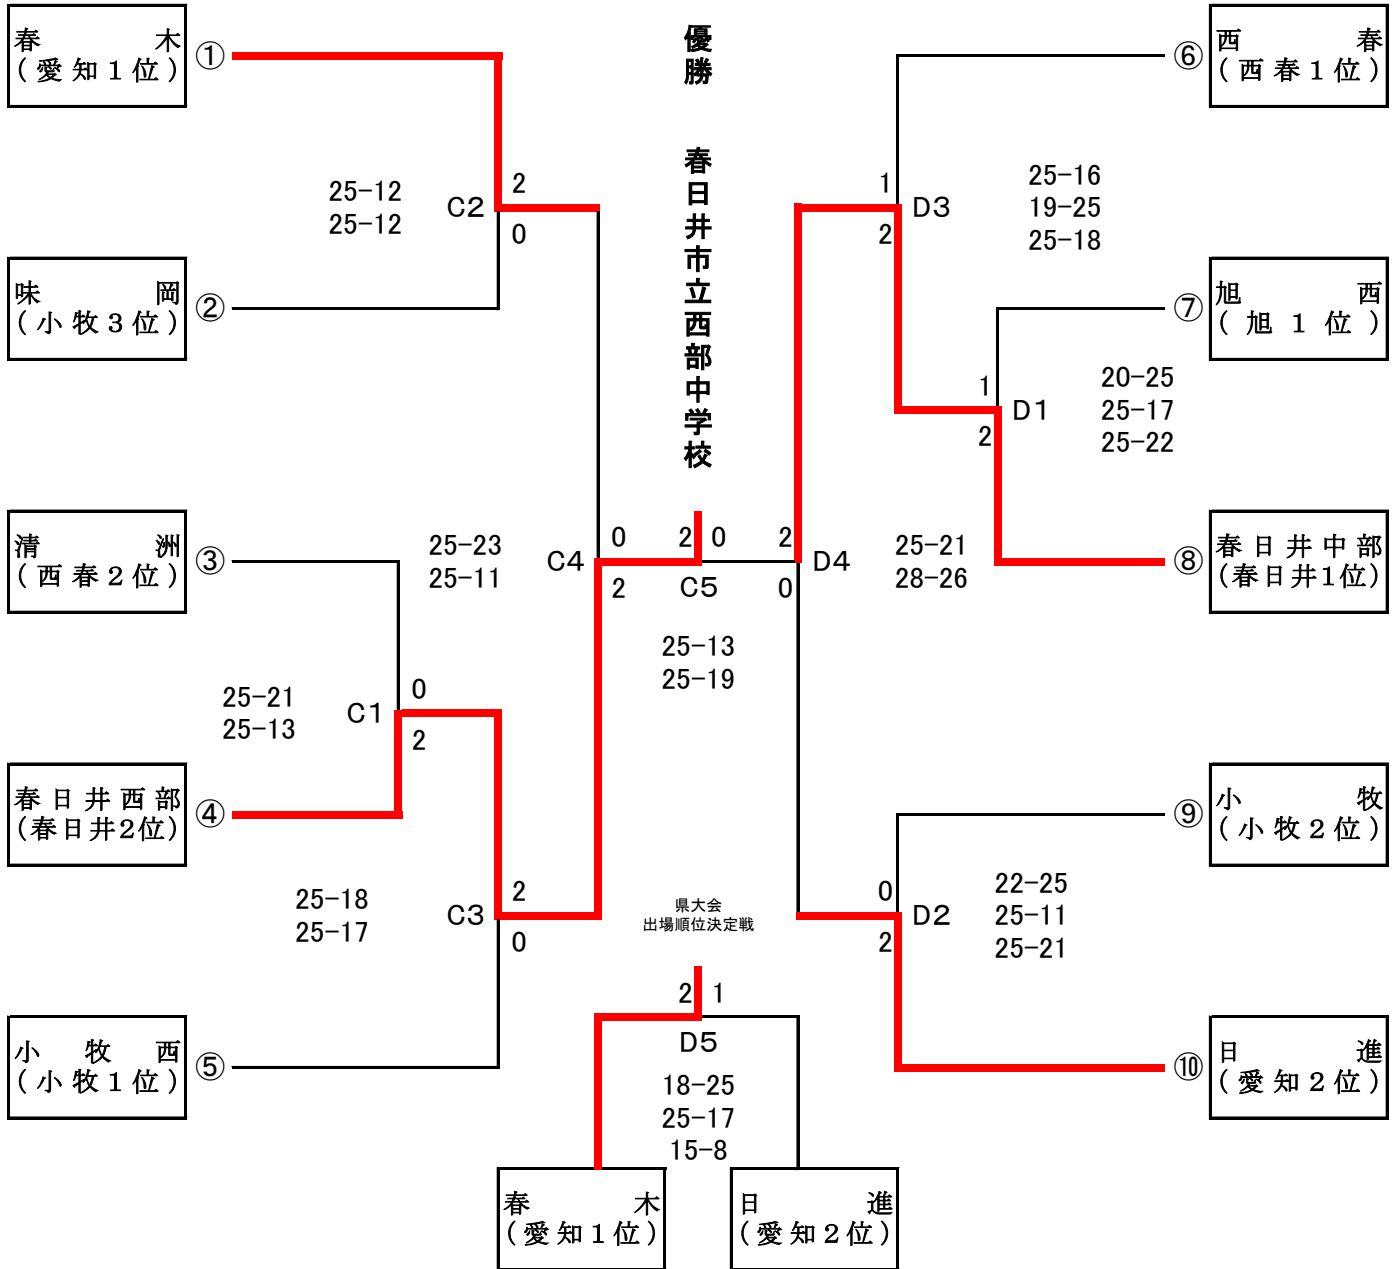 優勝　春日井市立西部中学校
春木
(愛知1位)
①
味岡
(小牧3位)
②
清洲
(西春2位)
③
春日井西部
(春日井2位)
④
小牧西
(小牧1位)
⑤
25-12
25-12
C2
2
0
25-23
25-11
C4
0
2
25-21
25-13
C1
0
2
25-18
25-17
C3
2
0
2 0
C5
25-13
25-19
県大会
出場順位決定戦
2 1
D5
18-25
25-17
15-8
春木
(愛知1位)
日進
(愛知2位)
1
2
D3
25-16
19-25
25-18
1
2
D1
20-25
25-17
25-22
2
0
D4
25-21
28-26
0
2
D2
22-25
25-11
25-21
⑥
西春
(西春1位)
⑦
旭西
(旭1位)
⑧
春日井中部
(春日井1位)
⑨
小牧
(小牧2位)
⑩
日進
(愛知2位)